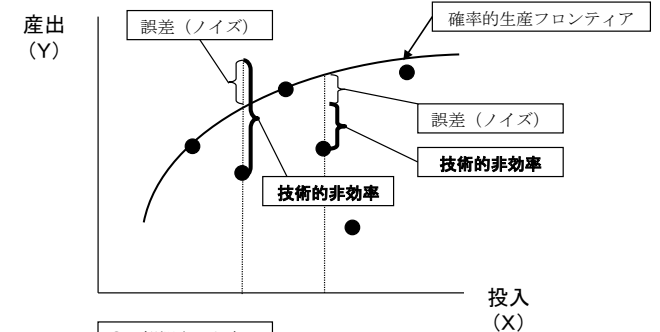 産出
（Y）
誤差（ノイズ）
確率的生産フロンティア
誤差（ノイズ）
技術的非効率
技術的非効率
投入
（X）